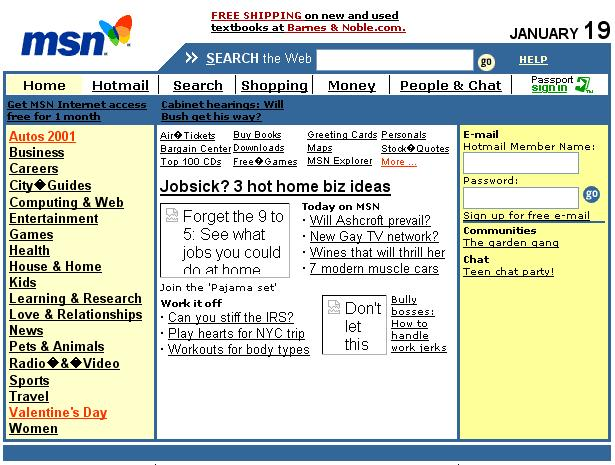 FREE SHIPPING on new and used
textbooks at Barnes & Noble.com.
JANUARY 19
msn
SEARCH the Web
go
HELP
Home
Hotmail
Search
Shopping
Money
People & Chat
Passport
sign in
Get MSN Internet access
free for 1 month
Cabinet hearings: Will
Bush get his way?
Autos 2001
Business
Careers
City�Guides
Computing & Web
Entertainment
Games
Health
House & Home
Kids
Learning & Research
Love & Relationships
News
Pets & Animals
Radio�&�Video
Sports
Travel
Valentine's Day
Women
Air�Tickets Buy Books Greeting Cards Personals
Bargain Center Downloads Maps Stock�Quotes
Top 100 CDs Free�Games MSN Explorer More ...
Jobsick? 3 hot home biz ideas
Forget the 9 to
5: See what
jobs you could
do at home
Join the 'Pajama set'
Today on MSN
· Will Ashcroft prevail?
· New Gay TV network?
· Wines that will thrill her
· 7 modern muscle cars
Work it off
· Can you stiff the IRS?
· Play hearts for NYC trip
· Workouts for body types
Don't
let
this
Bully
bosses:
How to
handle
work jerks
E-mail
Hotmail Member Name:
Password:
go
Sign up for free e-mail
Communities
The garden gang
Chat
Teen chat party!